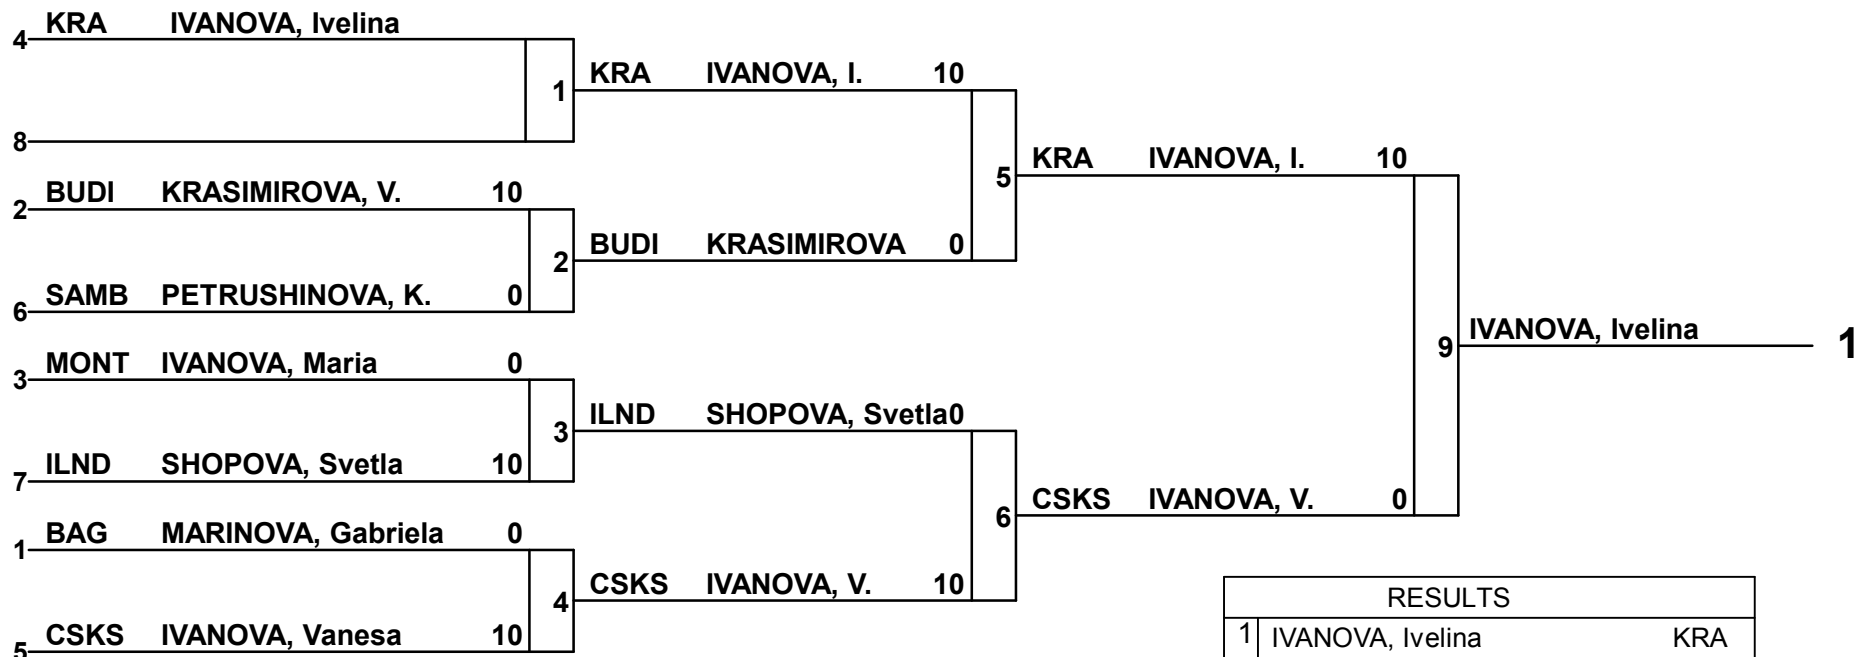 4 KRA IVANOVA, Ivelina
1 KRA IVANOVA, I. 10
8
5 KRA IVANOVA, I. 10
2 BUDI KRASIMIROVA, V. 10
2 BUDI KRASIMIROVA 0
6 SAMB PETRUSHINOVA, K. 0
9 IVANOVA, Ivelina 1
3 MONT IVANOVA, Maria 0
3 ILND SHOPOVA, Svetla0
7 ILND SHOPOVA, Svetla 10
6 CSKS IVANOVA, V. 0
1 BAG MARINOVA, Gabriela 0
4 CSKS IVANOVA, V. 10
5 CSKS IVANOVA, Vanesa 10
RESULTS
1 IVANOVA, Ivelina KRA